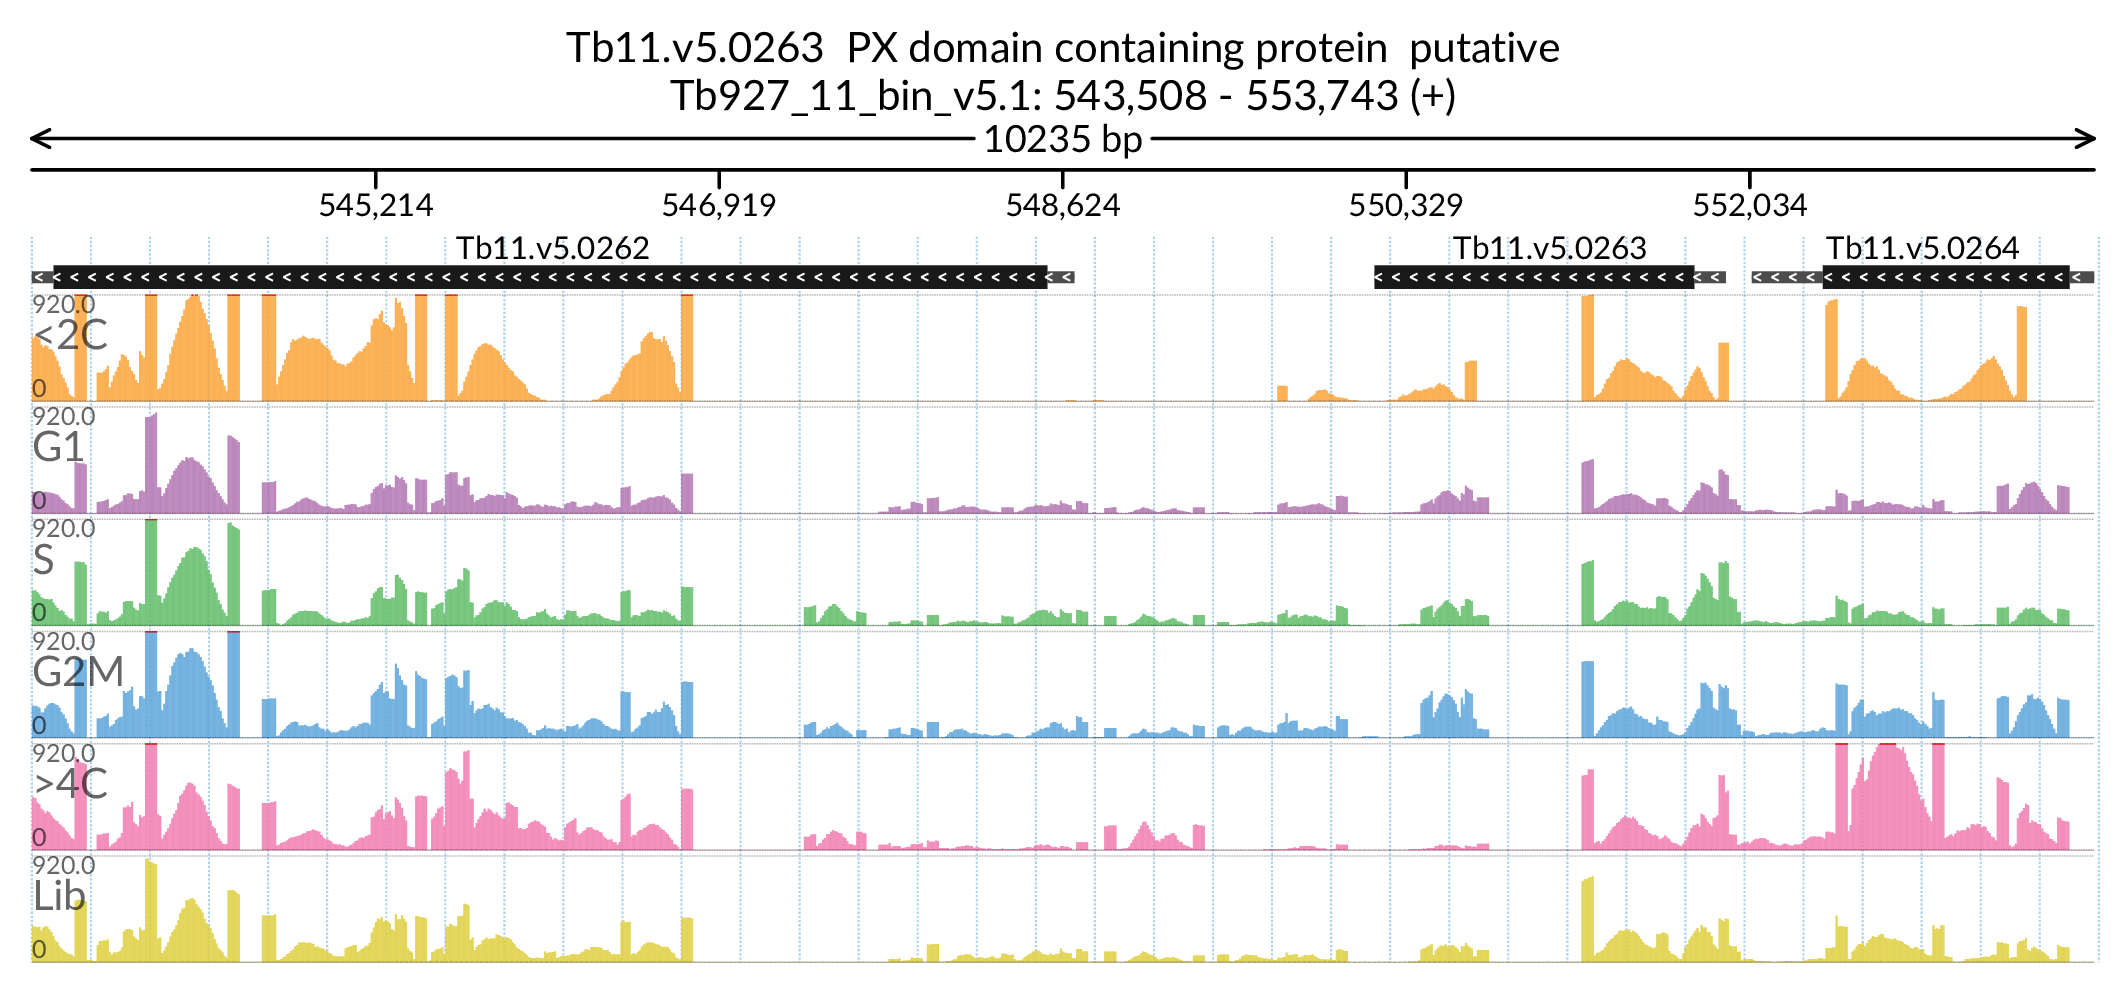 Tb11.v5.0263  PX domain containing protein  putative
Tb927_11_bin_v5.1: 543,508 - 553,743 (+)
10235 bp
545,214 546,919 548,624 550,329 552,034
Tb11.v5.0262 Tb11.v5.0263 Tb11.v5.0264
920.0
<2C
0
920.0
G1
0
920.0
S
0
920.0
G2M
0
920.0
>4C
0
920.0
Lib
0